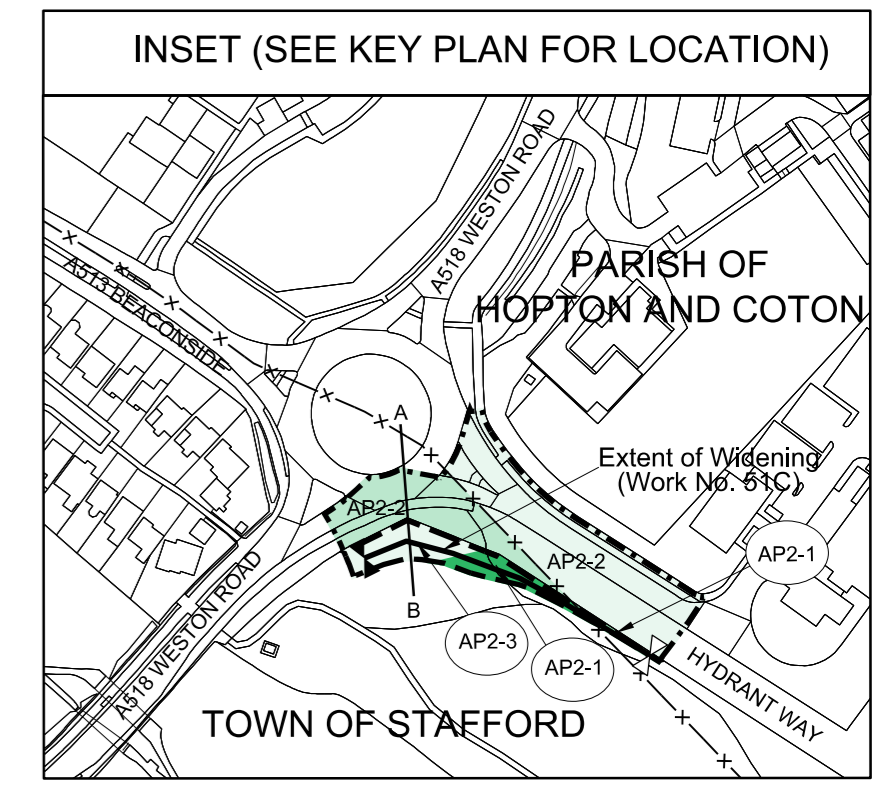 INSET (SEE KEY PLAN FOR LOCATION)
A518 WESTON ROAD
PARISH OF
HOPTON AND COTON
A513 BEACONSIDE
A
Extent of Widening
(Work No. 51C)
AP2-2
AP2-2
AP2-1
B
AP2-3
AP2-1
A518 WESTON ROAD
HYDRANT WAY
TOWN OF STAFFORD